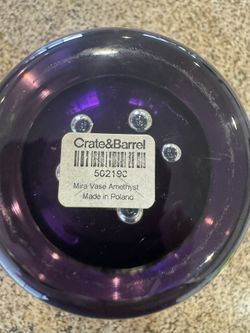 Crate&Barrel
502190
Mira Vase Amethyst
Made in Poland